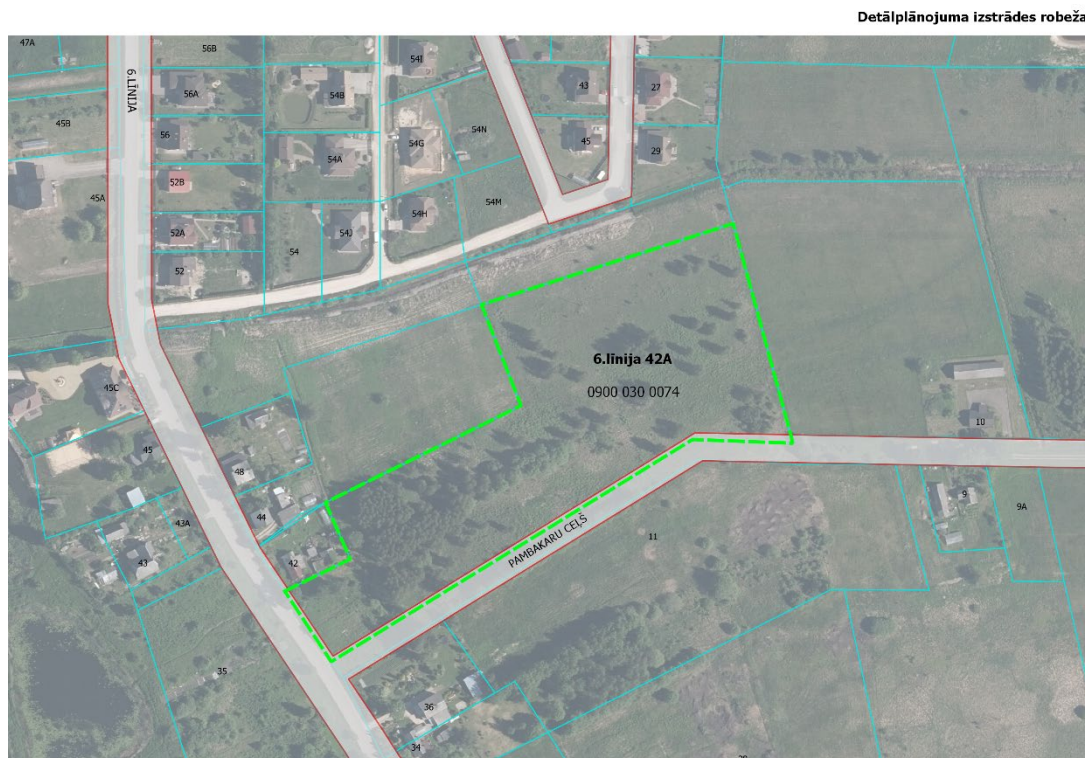 Detālplānojuma izstrādes robeža
47A
56B
54I
6.LĪNIJA
56A
54B
43
27
45B
56
54N
54G
45
29
54A
52B
45A
54M
54H
52A
54J
54
52
6.līnija 42A
0900 030 0074
45C
10
45
48
9
9A
44
43A
PAMBAKARU CEĻŠ
11
42
43
35
36
34